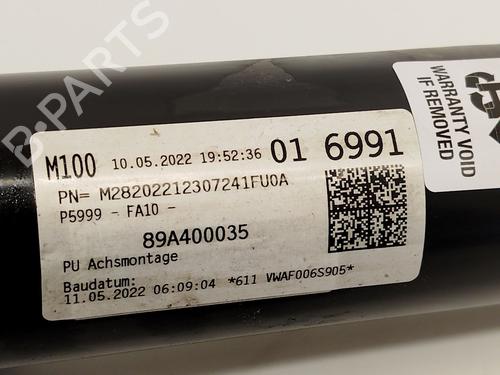 B-PARTS
M100 10.05.2022 19:52:36 01 6991
PN= M28202212307241FU0A
P5999 - FA10 -
89A400035
PU Achsmontage
Baudatum:
11.05.2022 06:09:04 *611 VWAF006S905*
WARRANTY VOID
IF REMOVED